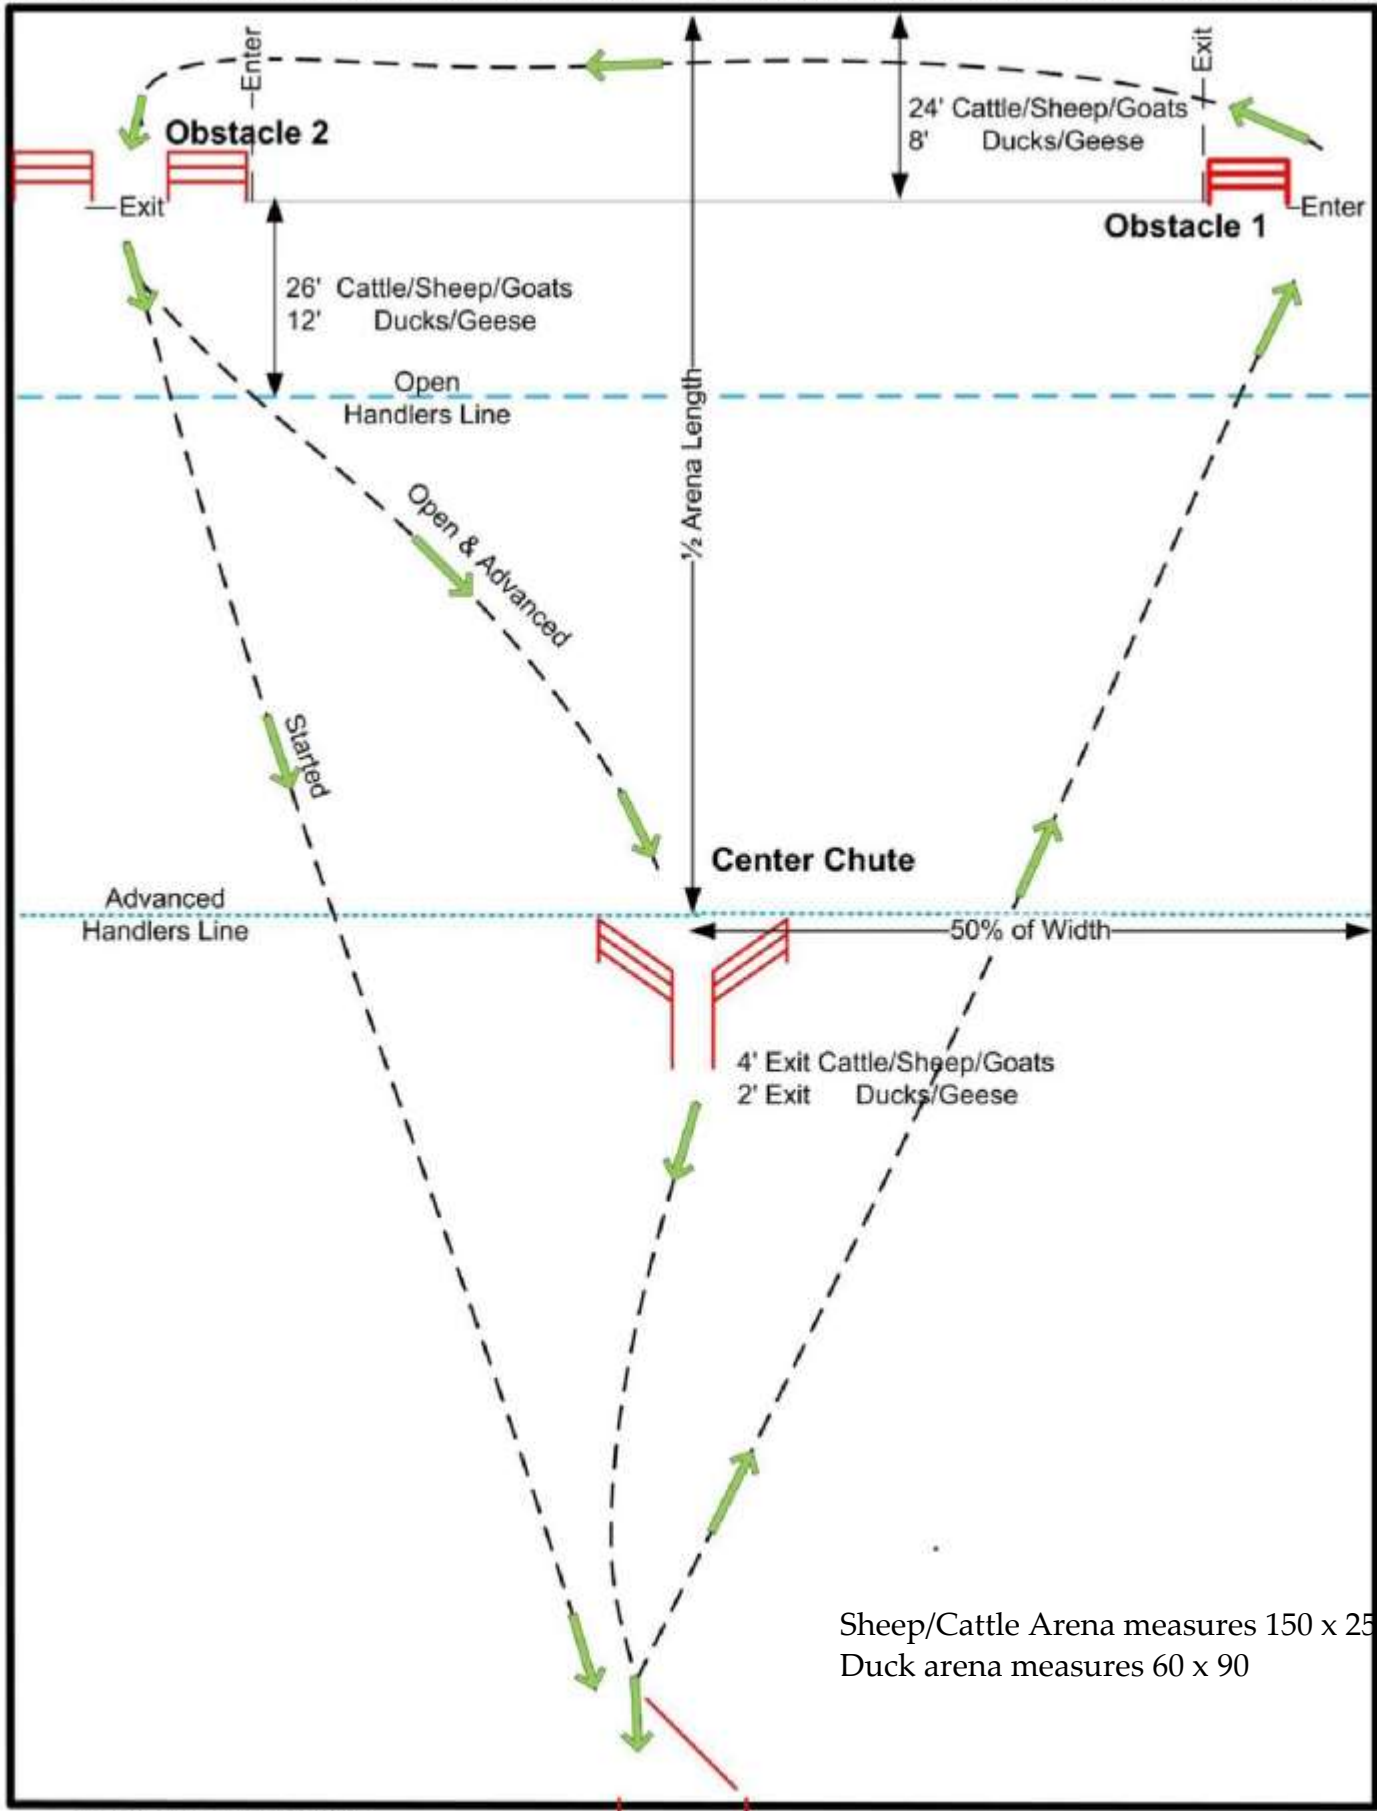 Enter
Exit
24' Cattle/Sheep/Goats
8' Ducks/Geese
Obstacle 2
Exit
Enter
Obstacle 1
26' Cattle/Sheep/Goats
12' Ducks/Geese
Open
Handlers Line
½ Arena Length
Open & Advanced
Started
Center Chute
Advanced
Handlers Line
50% of Width
4' Exit Cattle/Sheep/Goats
2' Exit Ducks/Geese
Sheep/Cattle Arena measures 150 x 25
Duck arena measures 60 x 90